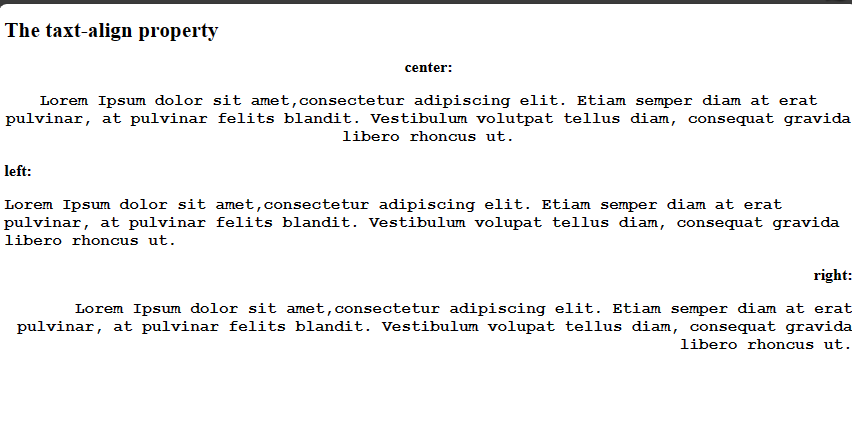 The taxt-align property
center:
Lorem Ipsum dolor sit amet,consectetur adipiscing elit. Etiam semper diam at erat
pulvinar, at pulvinar felits blandit. Vestibulum volutpat tellus diam, consequat gravida
libero rhoncus ut.
left:
Lorem Ipsum dolor sit amet,consectetur adipiscing elit. Etiam semper diam at erat
pulvinar, at pulvinar felits blandit. Vestibulum volupat tellus diam, consequat gravida
libero rhoncus ut.
right:
Lorem Ipsum dolor sit amet,consectetur adipiscing elit. Etiam semper diam at erat
pulvinar, at pulvinar felits blandit. Vestibulum volupat tellus diam, consequat gravida
libero rhoncus ut.